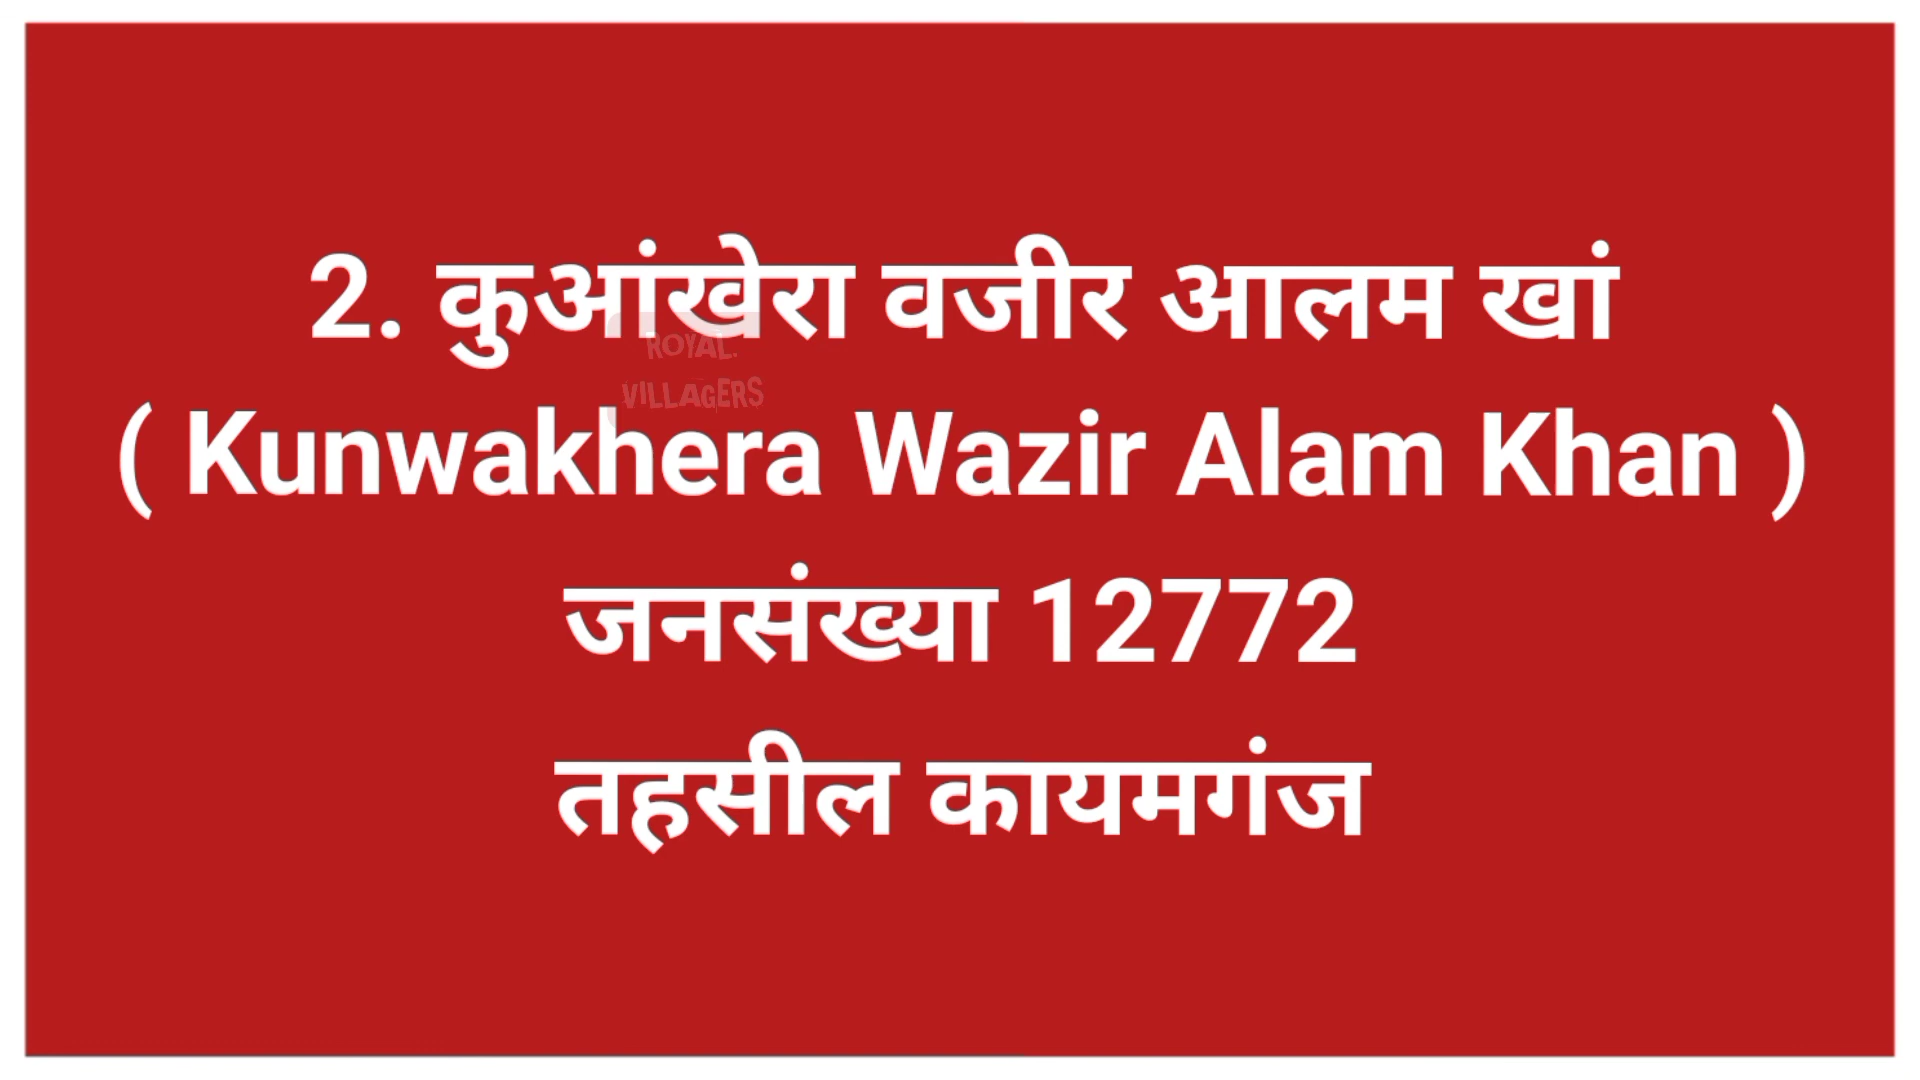 2. कुआंखेरा वजीर आलम खां
ROYAL.
VILLAGERS
( Kunwakhera Wazir Alam Khan )
जनसंख्या 12772
तहसील कायमगंज